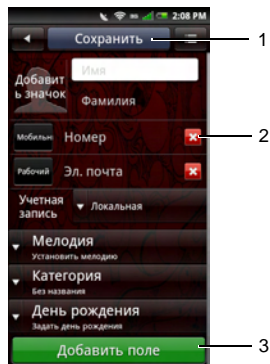 2:08 PM
Сохранить
1
Добавить значок
Имя
Фамилия
Мобильн
Номер
2
Рабочий
Эл. почта
Учетная запись
Локальная
Мелодия
Установить мелодию
Категория
Без названия
День рождения
Задать день рождения
Добавить поле
3